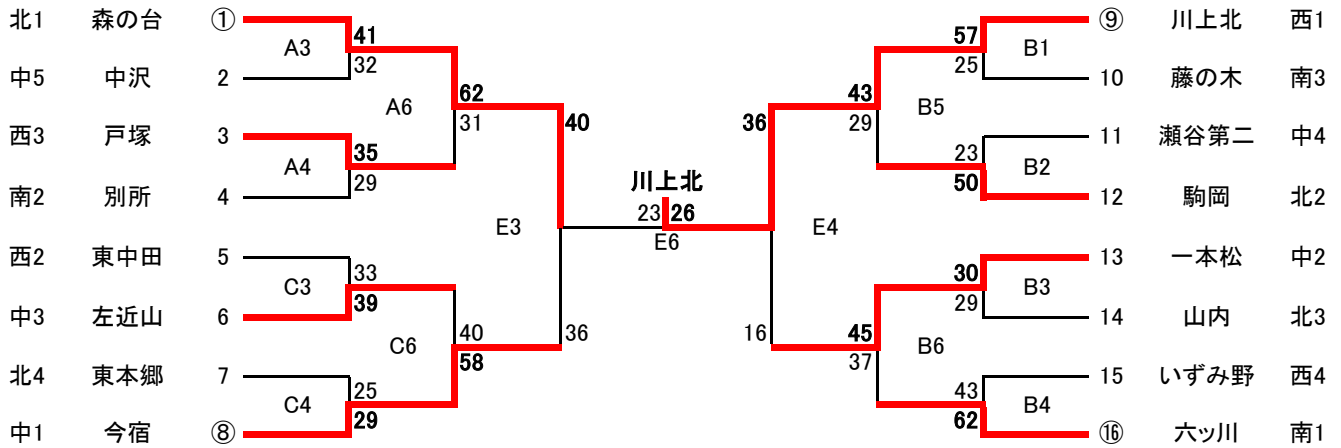 北1 森の台 ① 41 57 ⑨ 川上北 西1
A3 B1
中5 中沢 2 32 25 10 藤の木 南3
62 43
A6 B5
31 29
西3 戸塚 3 40 36 11 瀬谷第二 中4
35 23
A4 B2
29 50
南2 別所 4 川上北 12 駒岡 北2
23 26
E3 E4
E6
西2 東中田 5 13 一本松 中2
33 30
C3 B3
39 29
中3 左近山 6 14 山内 北3
40 36 16 45
C6 B6
58 37
北4 東本郷 7 15 いずみ野 西4
25 43
C4 B4
29 62
中1 今宿 ⑧ ⑯ 六ッ川 南1